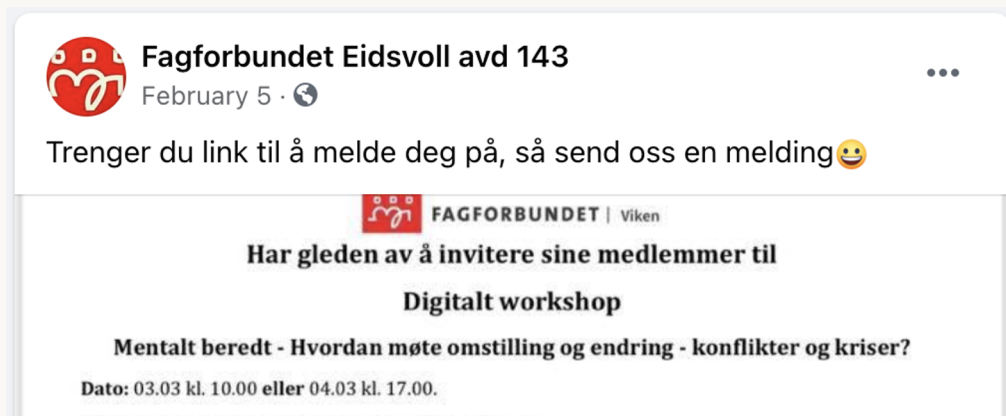 Fagforbundet Eidsvoll avd 143
February 5 ·
Trenger du link til å melde deg på, så send oss en melding😀
FAGFORBUNDET | Viken
Har gleden av å invitere sine medlemmer til
Digitalt workshop
Mentalt beredt - Hvordan møte omstilling og endring - konflikter og kriser?
Dato: 03.03 kl. 10.00 eller 04.03 kl. 17.00.